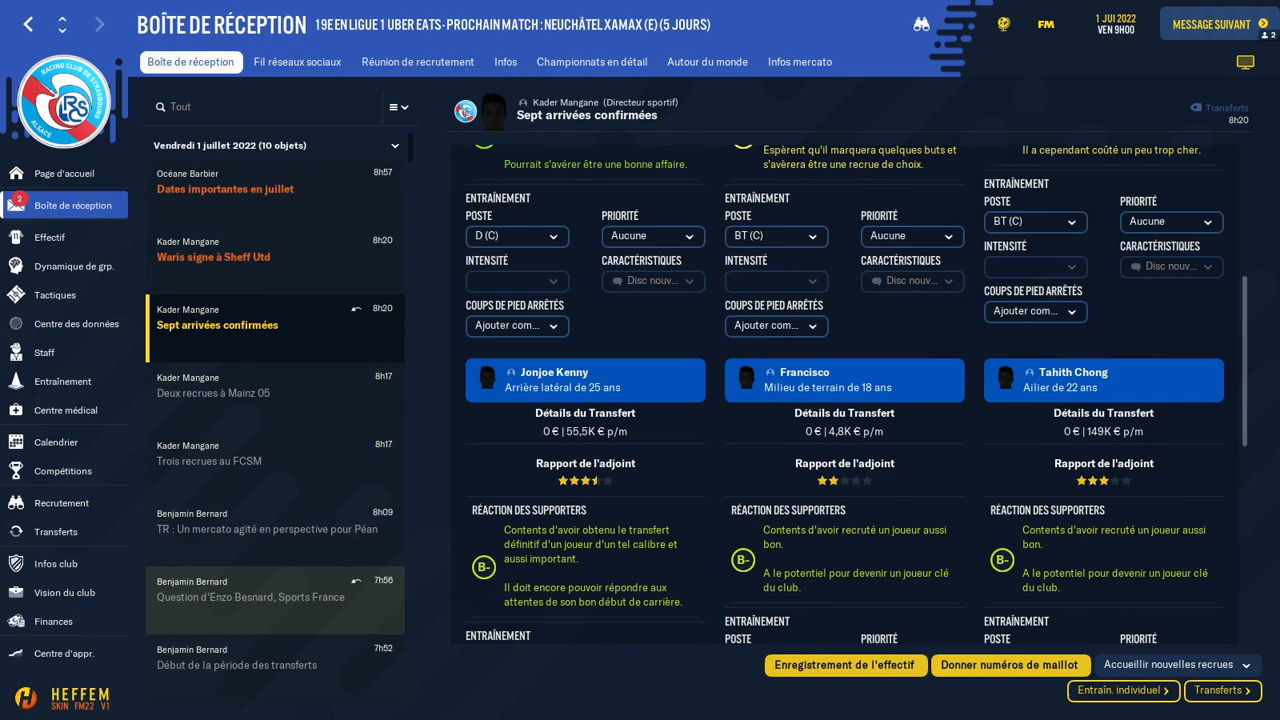 BOÎTE DE RÉCEPTION
19E EN LIGUE 1 UBER EATS - PROCHAIN MATCH : NEUCHÂTEL XAMAX (E) (5 JOURS)
FM
1 JUI 2022
VEN 9H00
MESSAGE SUIVANT
2
Boîte de réception
Fil réseaux sociaux
Réunion de recrutement
Infos
Championnats en détail
Autour du monde
Infos mercato
RACING CLUB DE STRASBOURG
ALSACE
RCS
Page d'accueil
2
Boîte de réception
Effectif
Dynamique de grp.
Tactiques
Centre des données
Staff
Entraînement
Centre médical
Calendrier
Compétitions
Recrutement
Transferts
Infos club
Vision du club
Finances
Centre d'appr.
HEFFEM
SKIN FM22 V1
Tout
Vendredi 1 juillet 2022 (10 objets)
Océane Barbier
8h57
Dates importantes en juillet
Kader Mangane
8h20
Waris signe à Sheff Utd
Kader Mangane
8h20
Sept arrivées confirmées
Kader Mangane
8h17
Deux recrues à Mainz 05
Kader Mangane
8h17
Trois recrues au FCSM
Benjamin Bernard
8h09
TR : Un mercato agité en perspective pour Péan
Benjamin Bernard
7h56
Question d'Enzo Besnard, Sports France
Benjamin Bernard
7h52
Début de la période des transferts
Kader Mangane (Directeur sportif)
Sept arrivées confirmées
Transferts
8h20
Pourrait s'avérer être une bonne affaire.
ENTRAÎNEMENT
POSTE
PRIORITÉ
D (C)
Aucune
INTENSITÉ
CARACTÉRISTIQUES
Disc nouv...
COUPS DE PIED ARRÊTÉS
Ajouter com...
Espèrent qu'il marquera quelques buts et
s'avèrera être une recrue de choix.
ENTRAÎNEMENT
POSTE
PRIORITÉ
BT (C)
Aucune
INTENSITÉ
CARACTÉRISTIQUES
Disc nouv...
COUPS DE PIED ARRÊTÉS
Ajouter com...
Il a cependant coûté un peu trop cher.
ENTRAÎNEMENT
POSTE
PRIORITÉ
BT (C)
Aucune
INTENSITÉ
CARACTÉRISTIQUES
Disc nouv...
COUPS DE PIED ARRÊTÉS
Ajouter com...
Jonjoe Kenny
Arrière latéral de 25 ans
Détails du Transfert
0 € | 55,5K € p/m
Rapport de l'adjoint
RÉACTION DES SUPPORTERS
B-
Contents d'avoir obtenu le transfert
définitif d'un joueur d'un tel calibre et
aussi important.
Il doit encore pouvoir répondre aux
attentes de son bon début de carrière.
ENTRAÎNEMENT
Francisco
Milieu de terrain de 18 ans
Détails du Transfert
0 € | 4,8K € p/m
Rapport de l'adjoint
RÉACTION DES SUPPORTERS
B-
Contents d'avoir recruté un joueur aussi
bon.
A le potentiel pour devenir un joueur clé
du club.
ENTRAÎNEMENT
POSTE
PRIORITÉ
Tahith Chong
Ailier de 22 ans
Détails du Transfert
0 € | 149K € p/m
Rapport de l'adjoint
RÉACTION DES SUPPORTERS
B-
Contents d'avoir recruté un joueur aussi
bon.
A le potentiel pour devenir un joueur clé
du club.
ENTRAÎNEMENT
POSTE
PRIORITÉ
Enregistrement de l'effectif
Donner numéros de maillot
Accueillir nouvelles recrues
Entraîn. individuel
Transferts